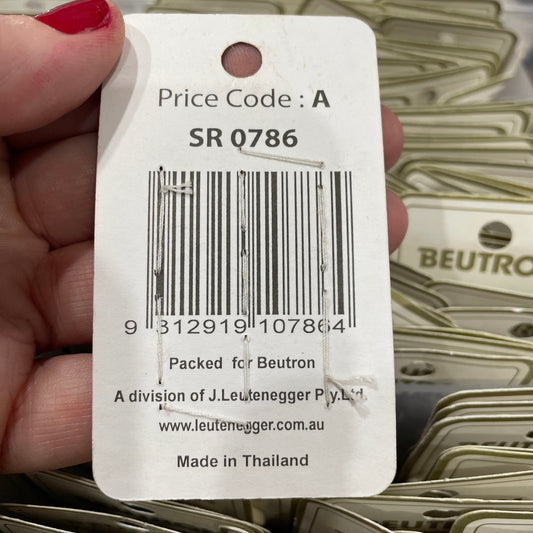 Price Code : A
SR 0786
9 312919 107864
Packed for Beutron
A division of J.Leutenegger Pty.Ltd.
www.leutenegger.com.au
Made in Thailand
BEUTRON
BEUTRON